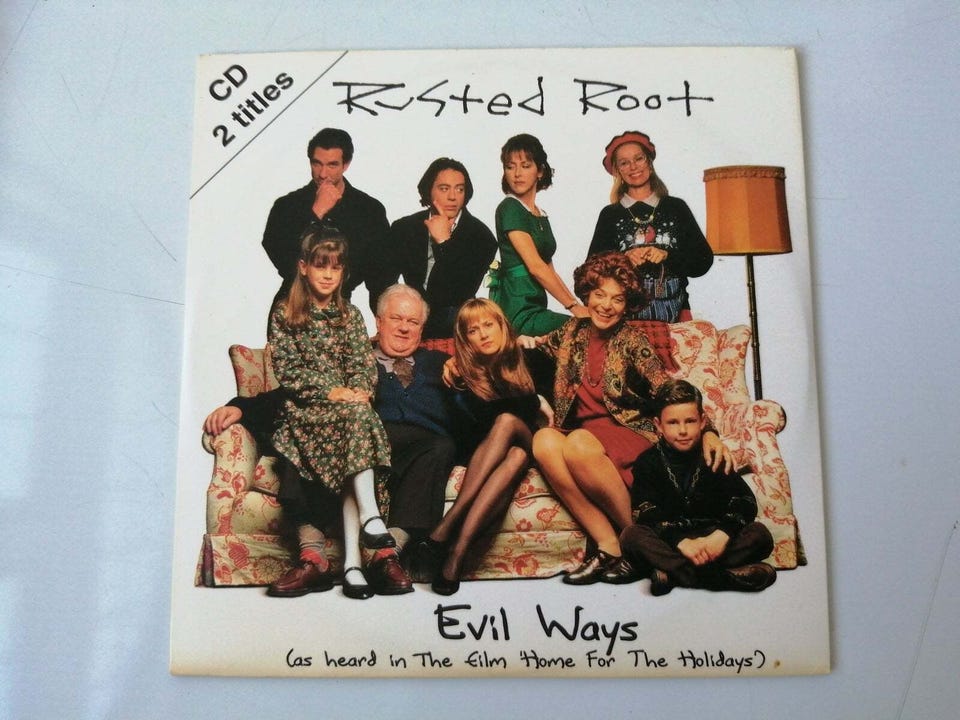 CD
2 titles
Rusted Root
Evil Ways
(as heard in The film 'Home For The Holidays')